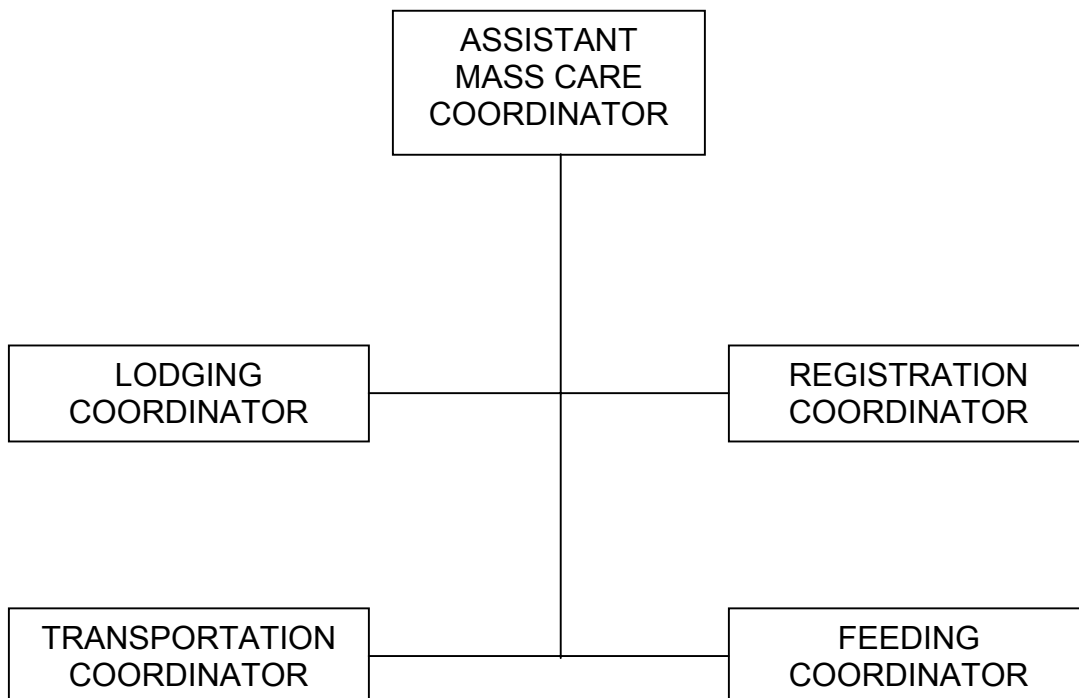 ASSISTANT
MASS CARE
COORDINATOR
LODGING
COORDINATOR
REGISTRATION
COORDINATOR
TRANSPORTATION
COORDINATOR
FEEDING
COORDINATOR